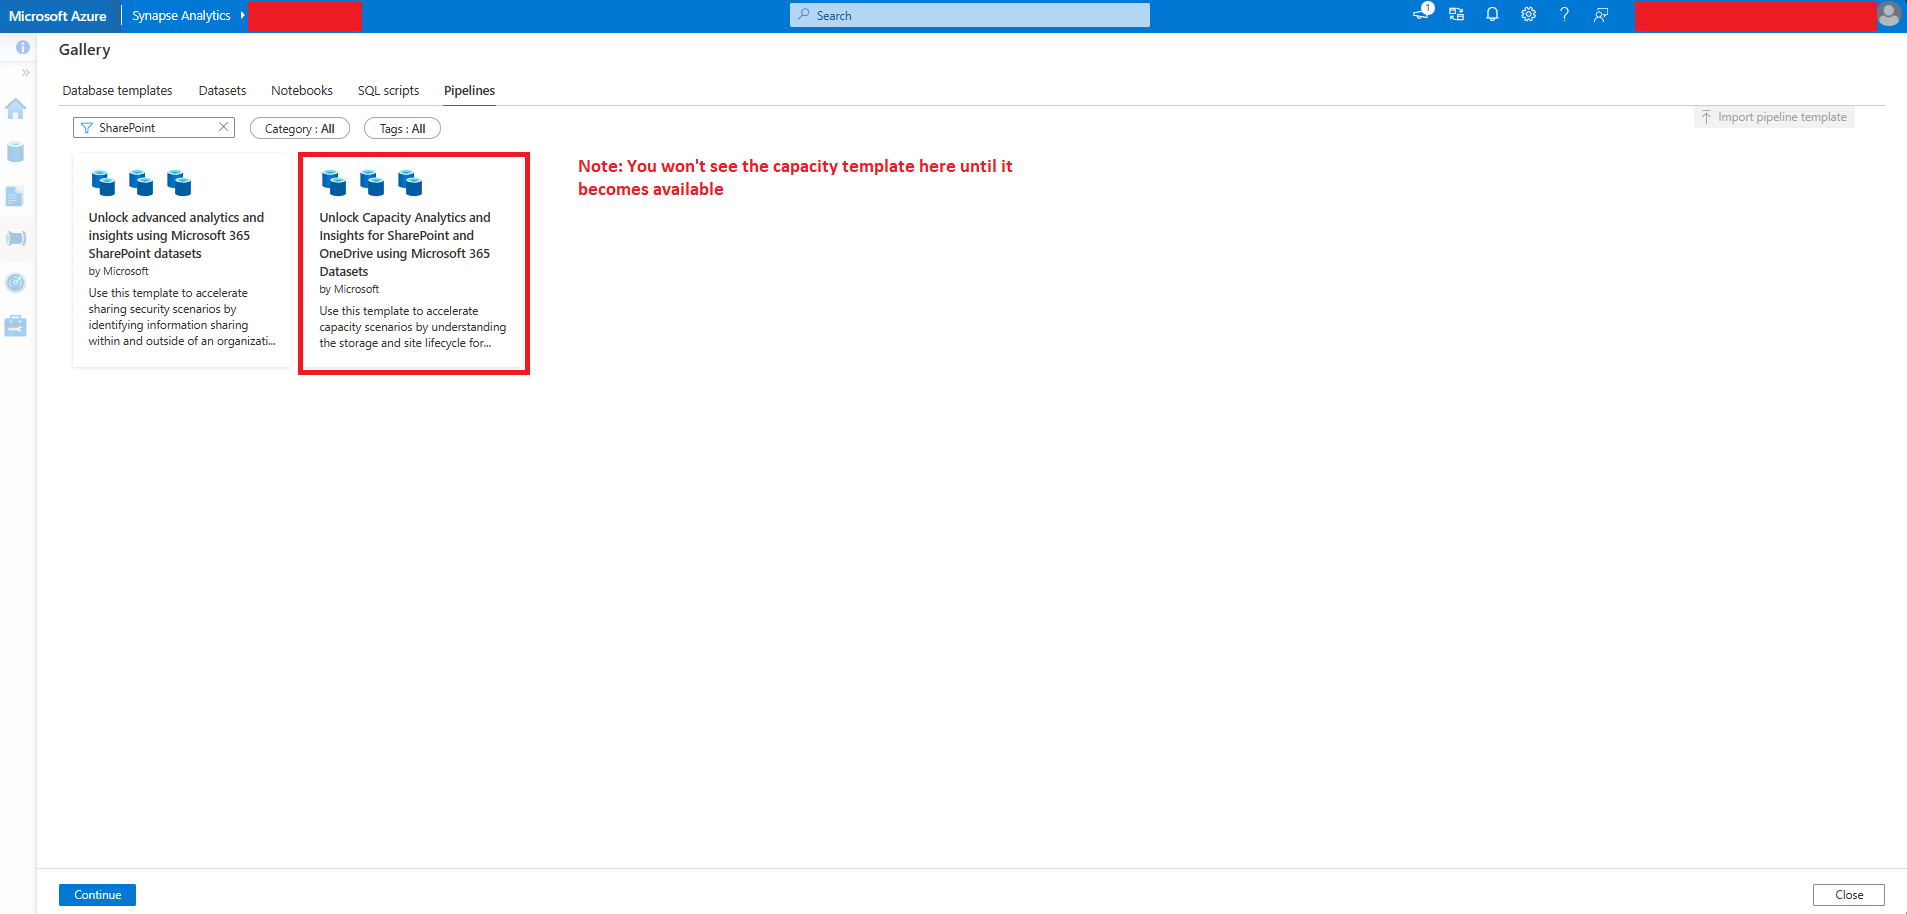 Microsoft Azure
Synapse Analytics
Search
1
Gallery
Database templates
Datasets
Notebooks
SQL scripts
Pipelines
SharePoint
Category : All
Tags : All
Import pipeline template
Unlock advanced analytics and
insights using Microsoft 365
SharePoint datasets
by Microsoft
Use this template to accelerate
sharing security scenarios by
identifying information sharing
within and outside of an organizati...
Unlock Capacity Analytics and
Insights for SharePoint and
OneDrive using Microsoft 365
Datasets
by Microsoft
Use this template to accelerate
capacity scenarios by understanding
the storage and site lifecycle for...
Note: You won't see the capacity template here until it
becomes available
Continue
Close